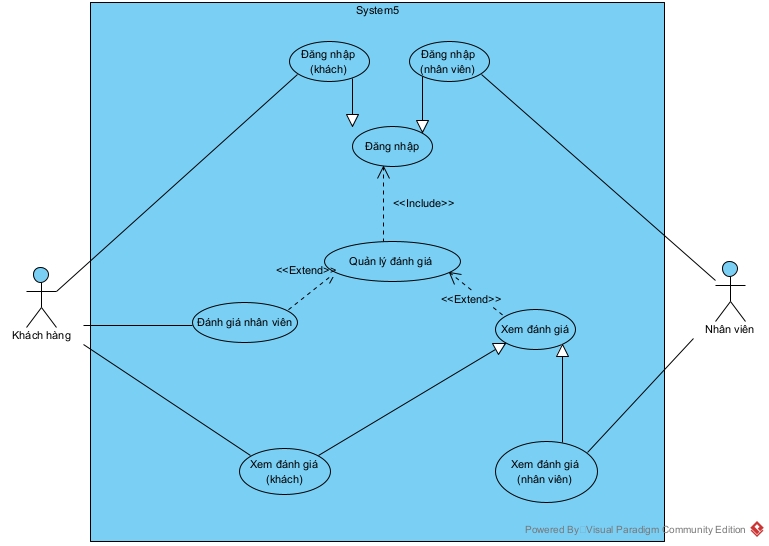 System5
Đăng nhập
(khách)
Đăng nhập
(nhân viên)
Đăng nhập
<<Include>>
Quản lý đánh giá
<<Extend>>
<<Extend>>
Khách hàng
Đánh giá nhân viên
Xem đánh giá
Nhân viên
Xem đánh giá
(khách)
Xem đánh giá
(nhân viên)
Powered By Visual Paradigm Community Edition